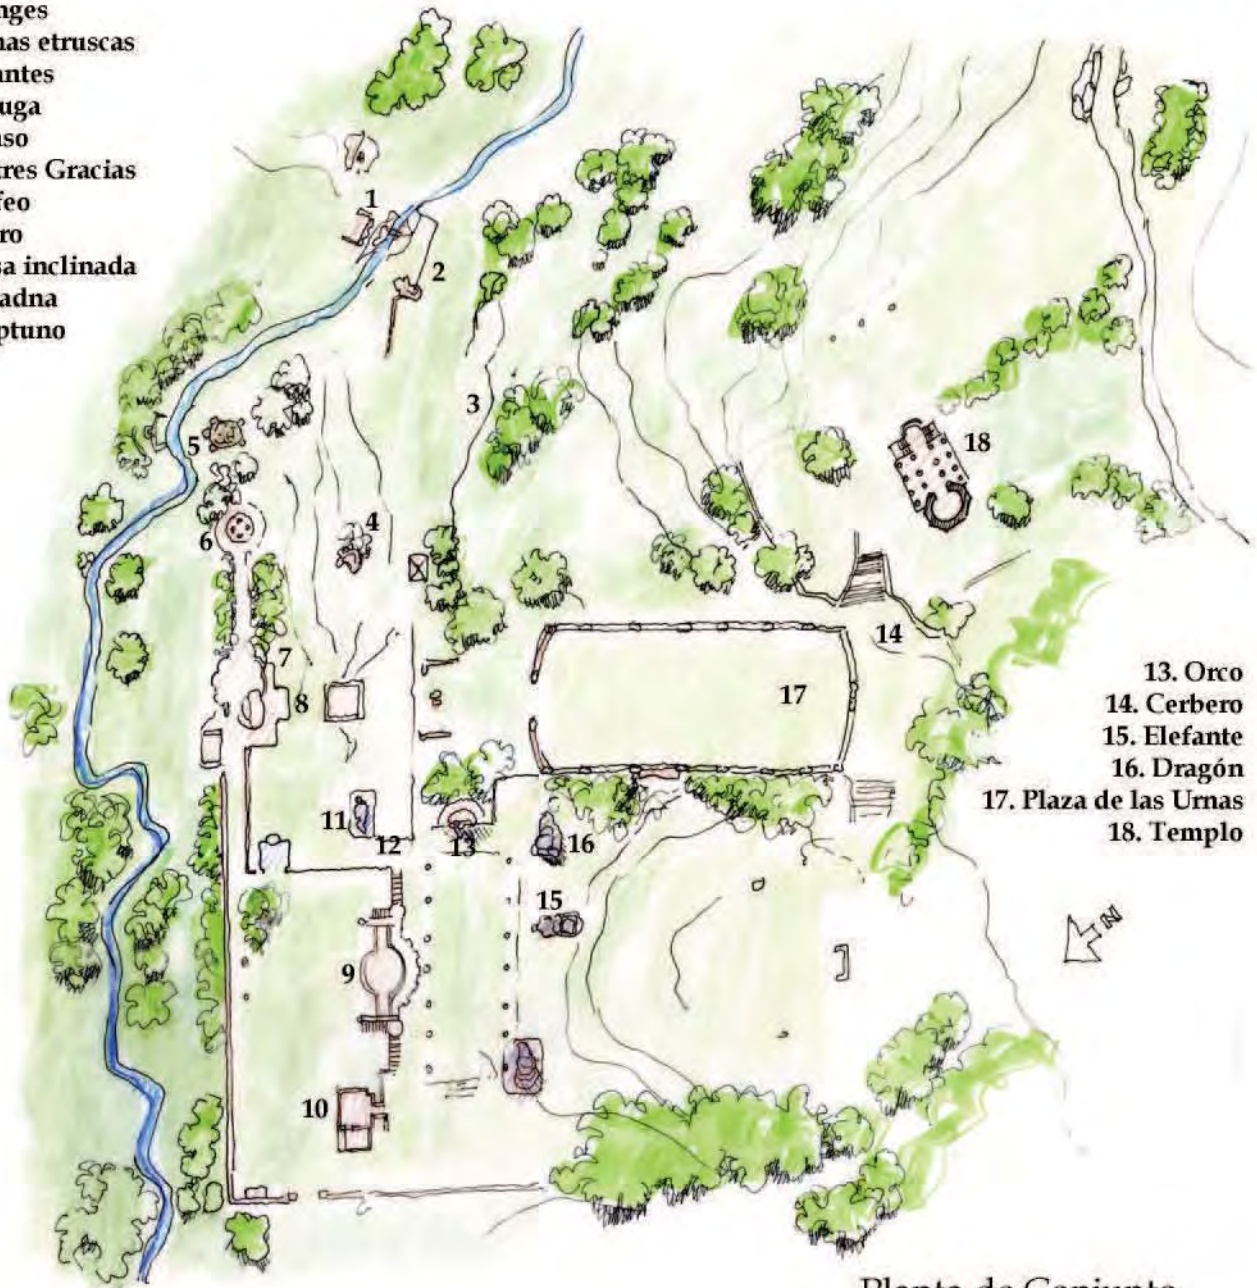 nges
nas etruscas
antes
uga
so
tres Gracias
feo
ro
sa inclinada
adna
ptuno
1
2
3
18
5
4
6
14
7
17
8
13. Orco
14. Cerbero
15. Elefante
16. Dragón
17. Plaza de las Urnas
18. Templo
11
12
13
16
15
N
9
10
Planta de Conjunto